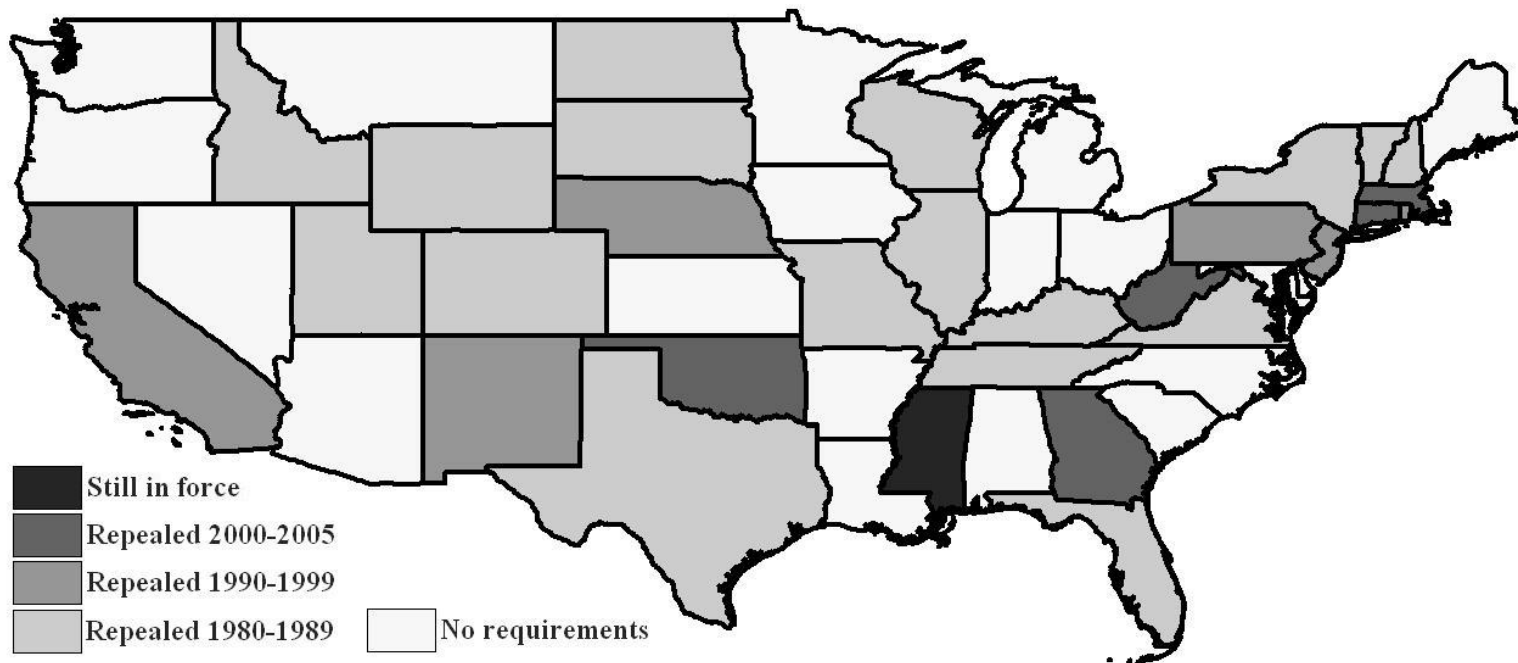 Still in force
Repealed 2000-2005
Repealed 1990-1999
Repealed 1980-1989
No requirements